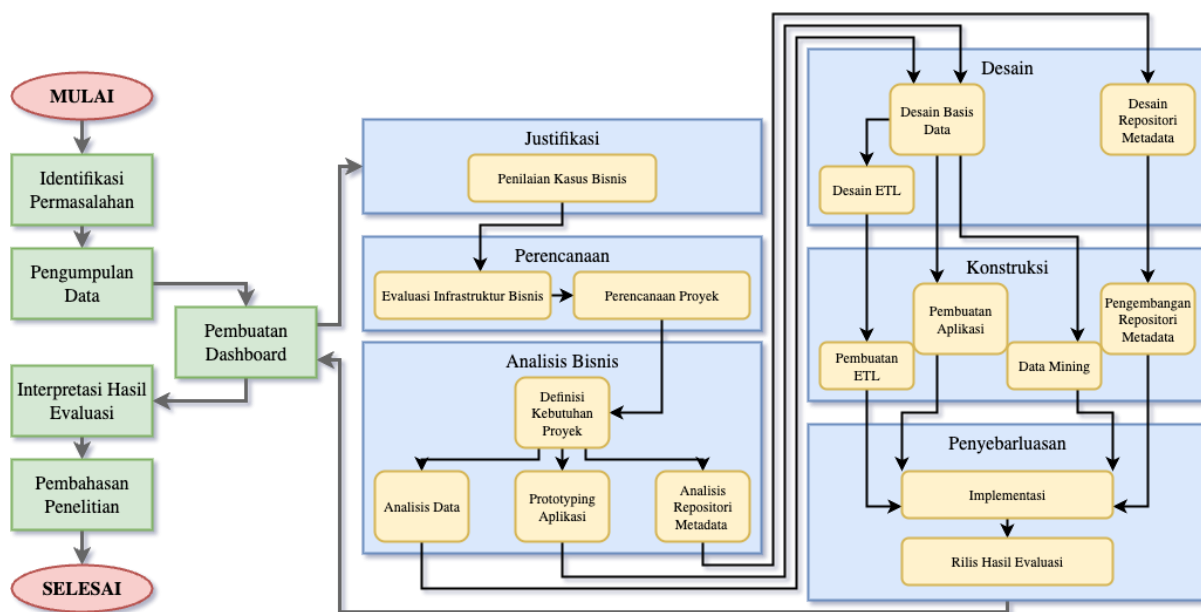 MULAI
Identifikasi
Permasalahan
Pengumpulan
Data
Pembuatan
Dashboard
Interpretasi Hasil
Evaluasi
Pembahasan
Penelitian
SELESAI
Justifikasi
Penilaian Kasus Bisnis
Perencanaan
Evaluasi Infrastruktur Bisnis
Perencanaan Proyek
Analisis Bisnis
Definisi
Kebutuhan
Proyek
Analisis Data
Prototyping
Aplikasi
Analisis
Repositori
Metadata
Desain
Desain Basis
Data
Desain
Repositori
Metadata
Desain ETL
Konstruksi
Pembuatan
Aplikasi
Pengembangan
Repositori
Metadata
Pembuatan
ETL
Data Mining
Penyebarluasan
Implementasi
Rilis Hasil Evaluasi